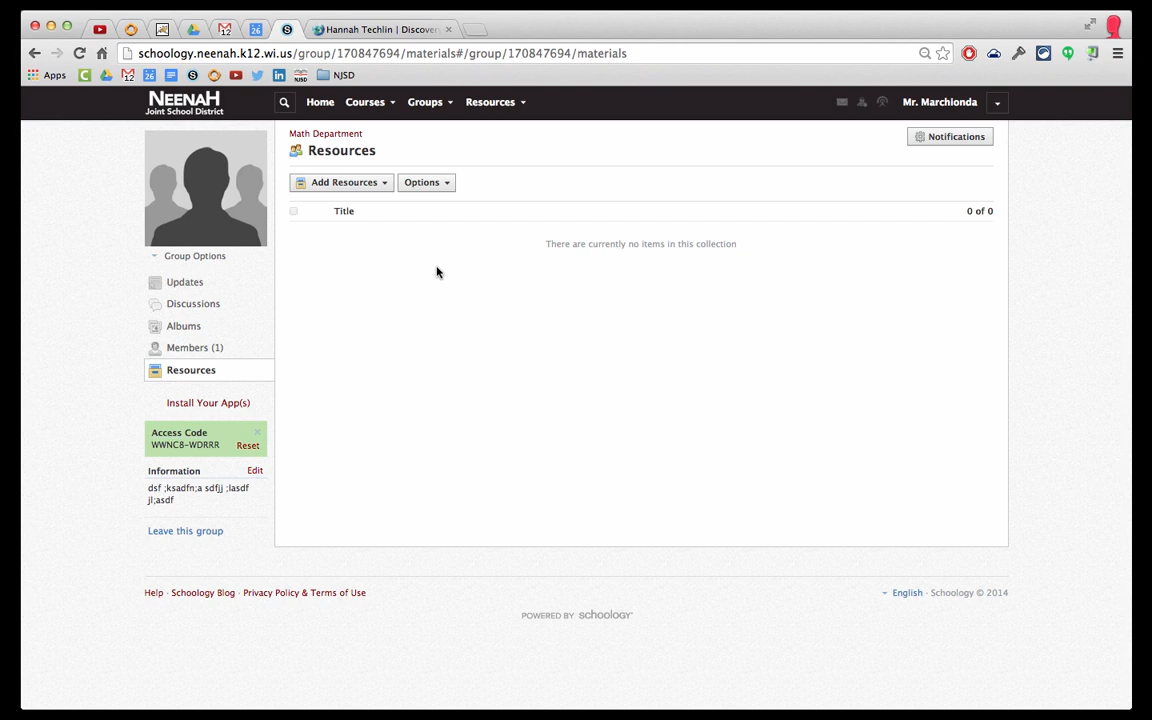 Hannah Techlin | Discover
schoology.neenah.k12.wi.us/group/170847694/materials#/group/170847694/materials
Apps
NJSD
NEENAH
Joint School District
Home Courses Groups Resources
Mr. Marchionda
Math Department
Resources
Notifications
Add Resources
Options
Title
0 of 0
There are currently no items in this collection
Group Options
Updates
Discussions
Albums
Members (1)
Resources
Install Your App(s)
Access Code
WWNC8-WDRRR Reset
Information Edit
dsf ;ksadfn;a sdfjj ;lasdf
jl;asdf
Leave this group
Help · Schoology Blog · Privacy Policy & Terms of Use
English · Schoology © 2014
POWERED BY schoology